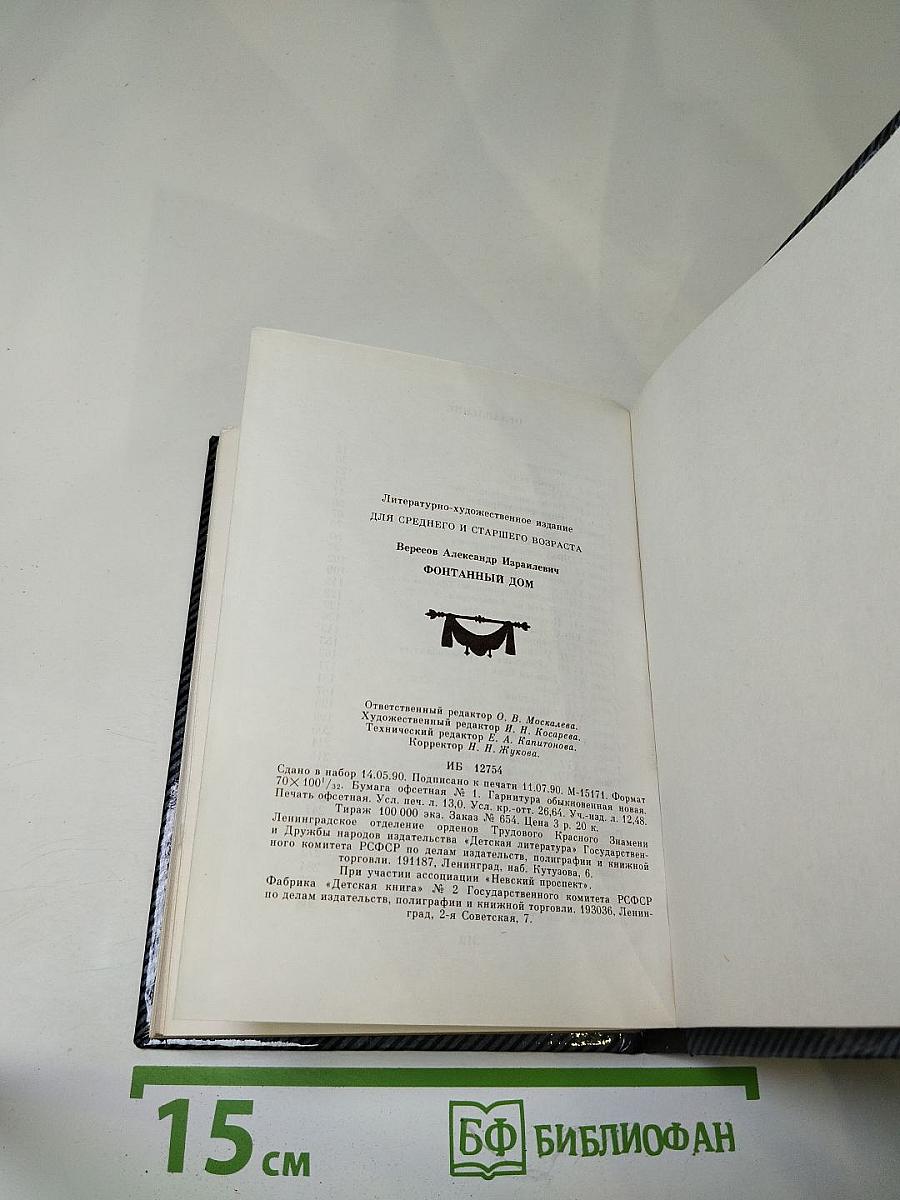 Литературно-художественное издание
ДЛЯ СРЕДНЕГО И СТАРШЕГО ВОЗРАСТА
Вересов Александр Израилевич
ФОНТАННЫЙ ДОМ
Ответственный редактор О. В. Москалева.
Художественный редактор И. Н. Косарева.
Технический редактор Е. А. Капитонова.
Корректор Н. Н. Жукова.
ИБ 12754
Сдано в набор 14.05.90. Подписано к печати 11.07.90. М-15171. Формат
70×100¹/₃₂. Бумага офсетная № 1. Гарнитура обыкновенная новая.
Печать офсетная. Усл. печ. л. 13,0. Усл. кр.-отт. 26,64. Уч.-изд. л. 12,48.
Тираж 100 000 экз. Заказ № 654. Цена 3 р. 20 к.
Ленинградское отделение орденов Трудового Красного Знамени
и Дружбы народов издательства «Детская литература» Государствен-
ного комитета РСФСР по делам издательств, полиграфии и книжной
торговли. 191187, Ленинград, наб. Кутузова, 6.
При участии ассоциации «Невский проспект».
Фабрика «Детская книга» № 2 Государственного комитета РСФСР
по делам издательств, полиграфии и книжной торговли. 193036, Ленин-
град, 2-я Советская, 7.
15 см
БФ БИБЛИОФАН